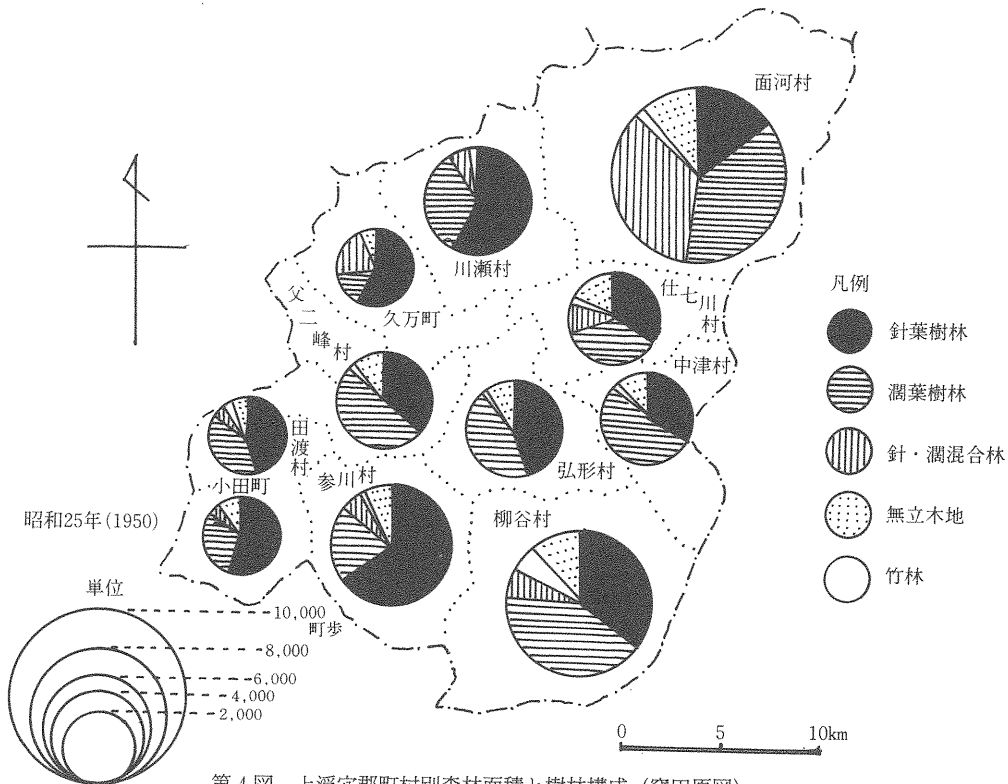 面河村
川瀬村
久万町
父二峰村
仕七川村
中津村
田渡村
小田町
参川村
弘形村
柳谷村
凡例
針葉樹林
濶葉樹林
針・濶混合林
無立木地
竹林
昭和25年(1950)
単位
10,000
町歩
8,000
6,000
4,000
2,000
0 5 10km
第4図 上浮穴郡町村別森林面積と樹林構成 (窪田原図)